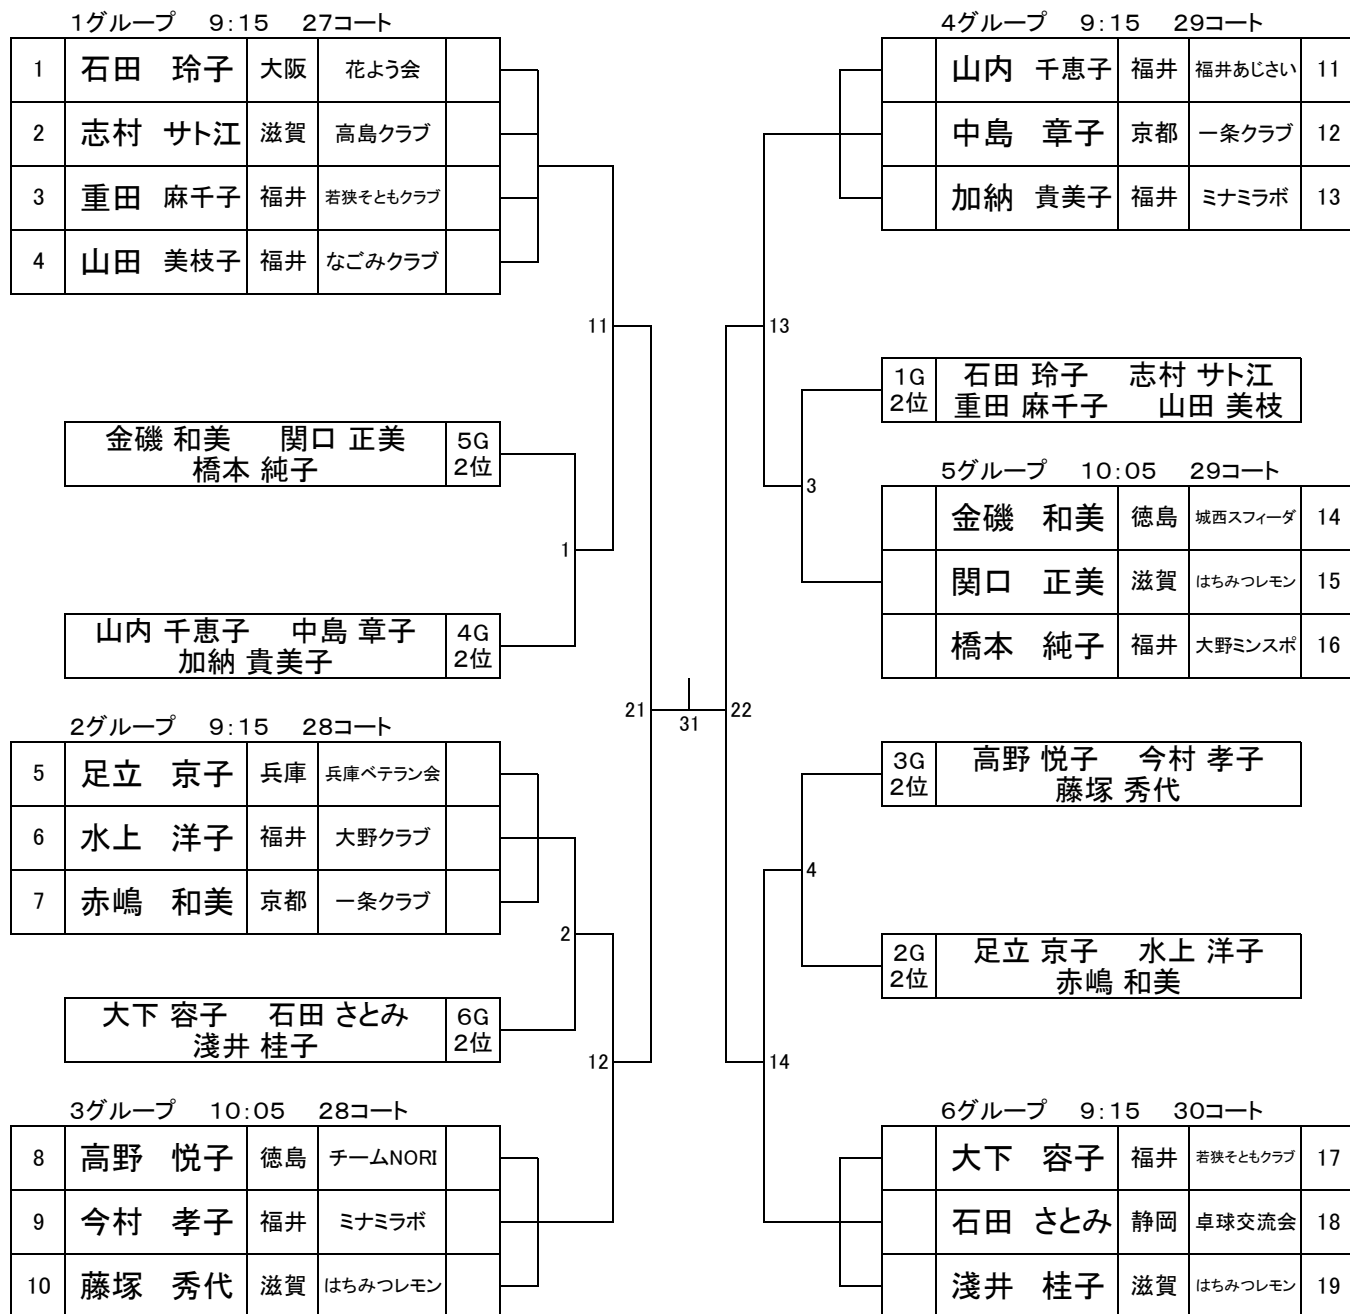 1グループ 9:15 27コート
1 石田 玲子 大阪 花よう会
2 志村 サト江 滋賀 高島クラブ
3 重田 麻千子 福井 若狭そともクラブ
4 山田 美枝子 福井 なごみクラブ
11
金磯 和美 関口 正美
橋本 純子
5G
2位
1
山内 千恵子 中島 章子
加納 貴美子
4G
2位
21
2グループ 9:15 28コート
5 足立 京子 兵庫 兵庫ベテラン会
6 水上 洋子 福井 大野クラブ
7 赤嶋 和美 京都 一条クラブ
2
大下 容子 石田 さとみ
淺井 桂子
6G
2位
12
3グループ 10:05 28コート
8 高野 悦子 徳島 チームNORI
9 今村 孝子 福井 ミナミラボ
10 藤塚 秀代 滋賀 はちみつレモン
31
4グループ 9:15 29コート
山内 千恵子 福井 福井あじさい 11
中島 章子 京都 一条クラブ 12
加納 貴美子 福井 ミナミラボ 13
13
1G
2位
石田 玲子 志村 サト江
重田 麻千子 山田 美枝
3
5グループ 10:05 29コート
金磯 和美 徳島 城西スフィーダ 14
関口 正美 滋賀 はちみつレモン 15
橋本 純子 福井 大野ミンスポ 16
22
3G
2位
高野 悦子 今村 孝子
藤塚 秀代
4
2G
2位
足立 京子 水上 洋子
赤嶋 和美
14
6グループ 9:15 30コート
大下 容子 福井 若狭そともクラブ 17
石田 さとみ 静岡 卓球交流会 18
淺井 桂子 滋賀 はちみつレモン 19